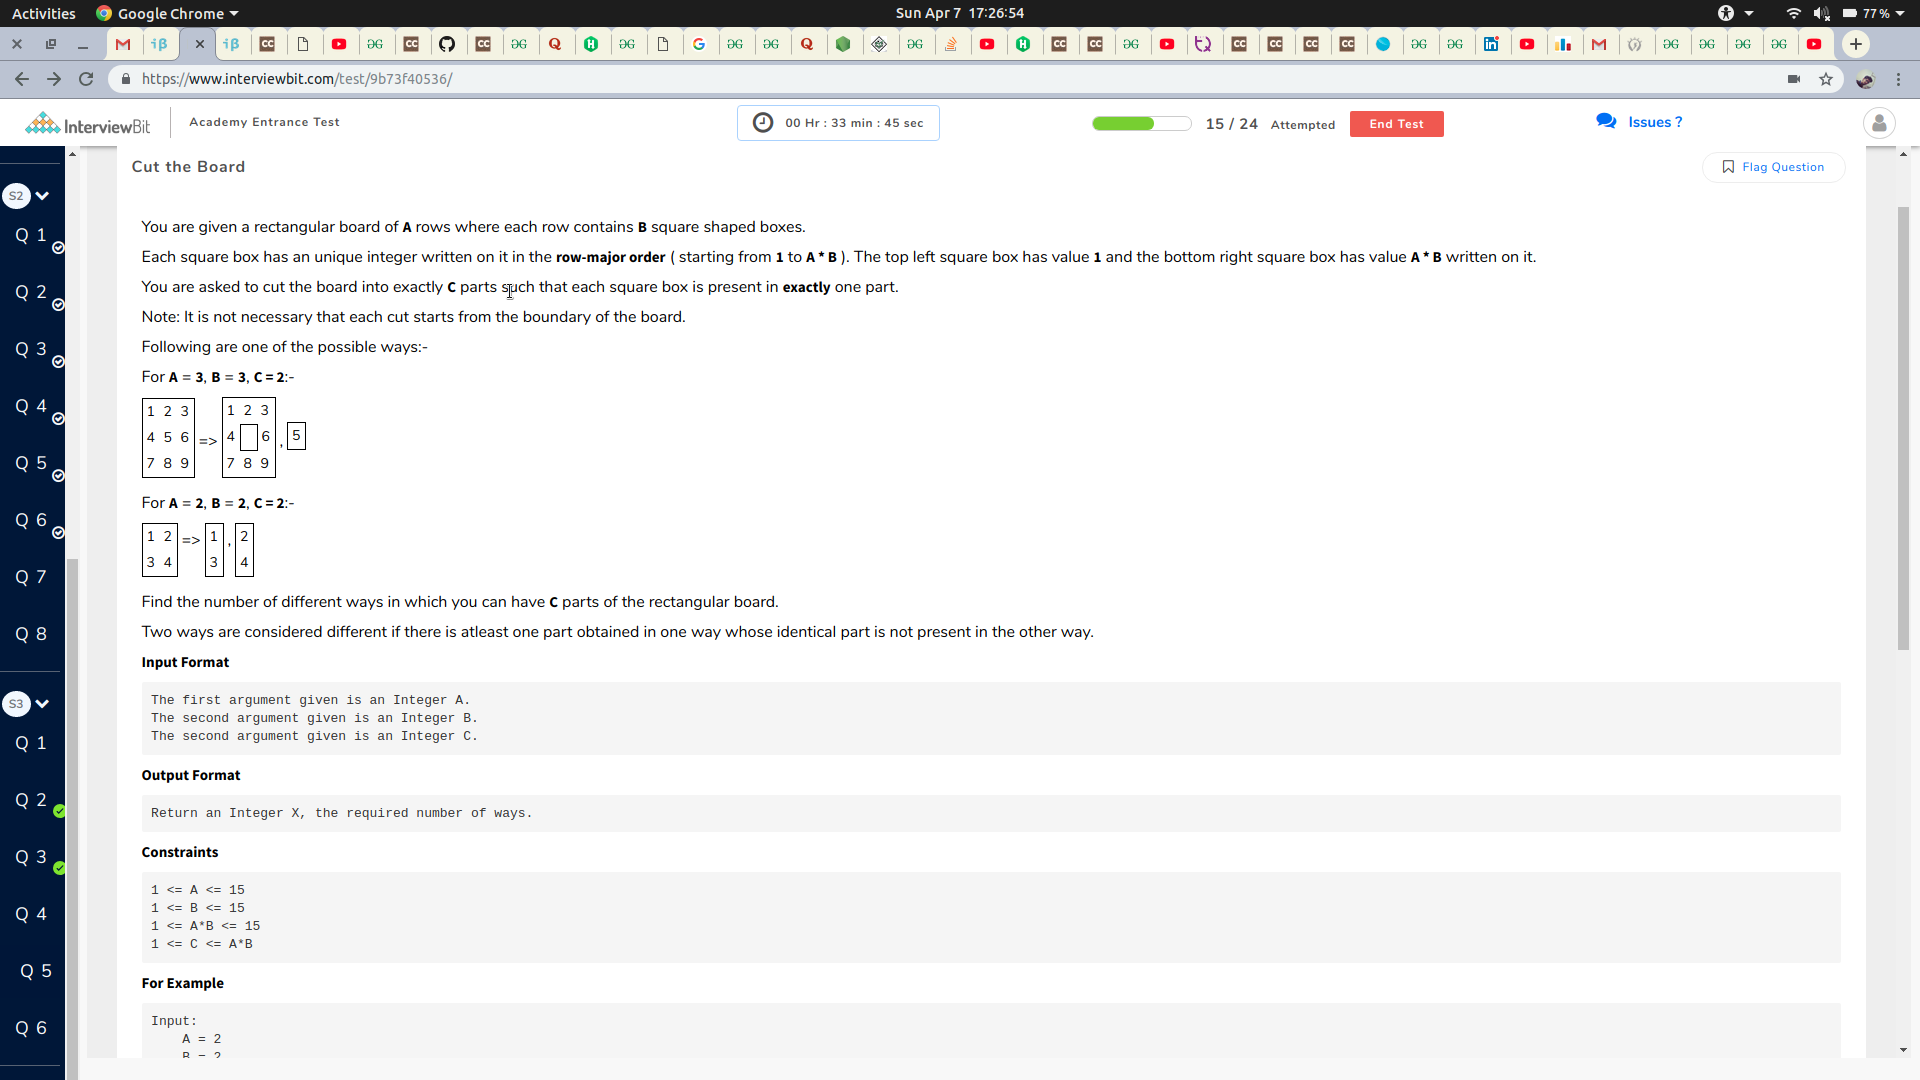 Activities
Google Chrome
Sun Apr 7 17:26:54
77 %
https://www.interviewbit.com/test/9b73f40536/
InterviewBit
Academy Entrance Test
00 Hr : 33 min : 45 sec
15 / 24 Attempted
End Test
Issues ?
S2
Q 1
Q 2
Q 3
Q 4
Q 5
Q 6
Q 7
Q 8
S3
Q 1
Q 2
Q 3
Q 4
Q 5
Q 6
Cut the Board
Flag Question
You are given a rectangular board of A rows where each row contains B square shaped boxes.
Each square box has an unique integer written on it in the row-major order ( starting from 1 to A * B ). The top left square box has value 1 and the bottom right square box has value A * B written on it.
You are asked to cut the board into exactly C parts such that each square box is present in exactly one part.
Note: It is not necessary that each cut starts from the boundary of the board.
Following are one of the possible ways:-
For A = 3, B = 3, C = 2:-
1 2 3 1 2 3
4 5 6 => 4 6 , 5
7 8 9 7 8 9
For A = 2, B = 2, C = 2:-
1 2 => 1 , 2
3 4 3 4
Find the number of different ways in which you can have C parts of the rectangular board.
Two ways are considered different if there is atleast one part obtained in one way whose identical part is not present in the other way.
Input Format
The first argument given is an Integer A.
The second argument given is an Integer B.
The second argument given is an Integer C.
Output Format
Return an Integer X, the required number of ways.
Constraints
1 <= A <= 15
1 <= B <= 15
1 <= A*B <= 15
1 <= C <= A*B
For Example
Input:
A = 2
B = 2